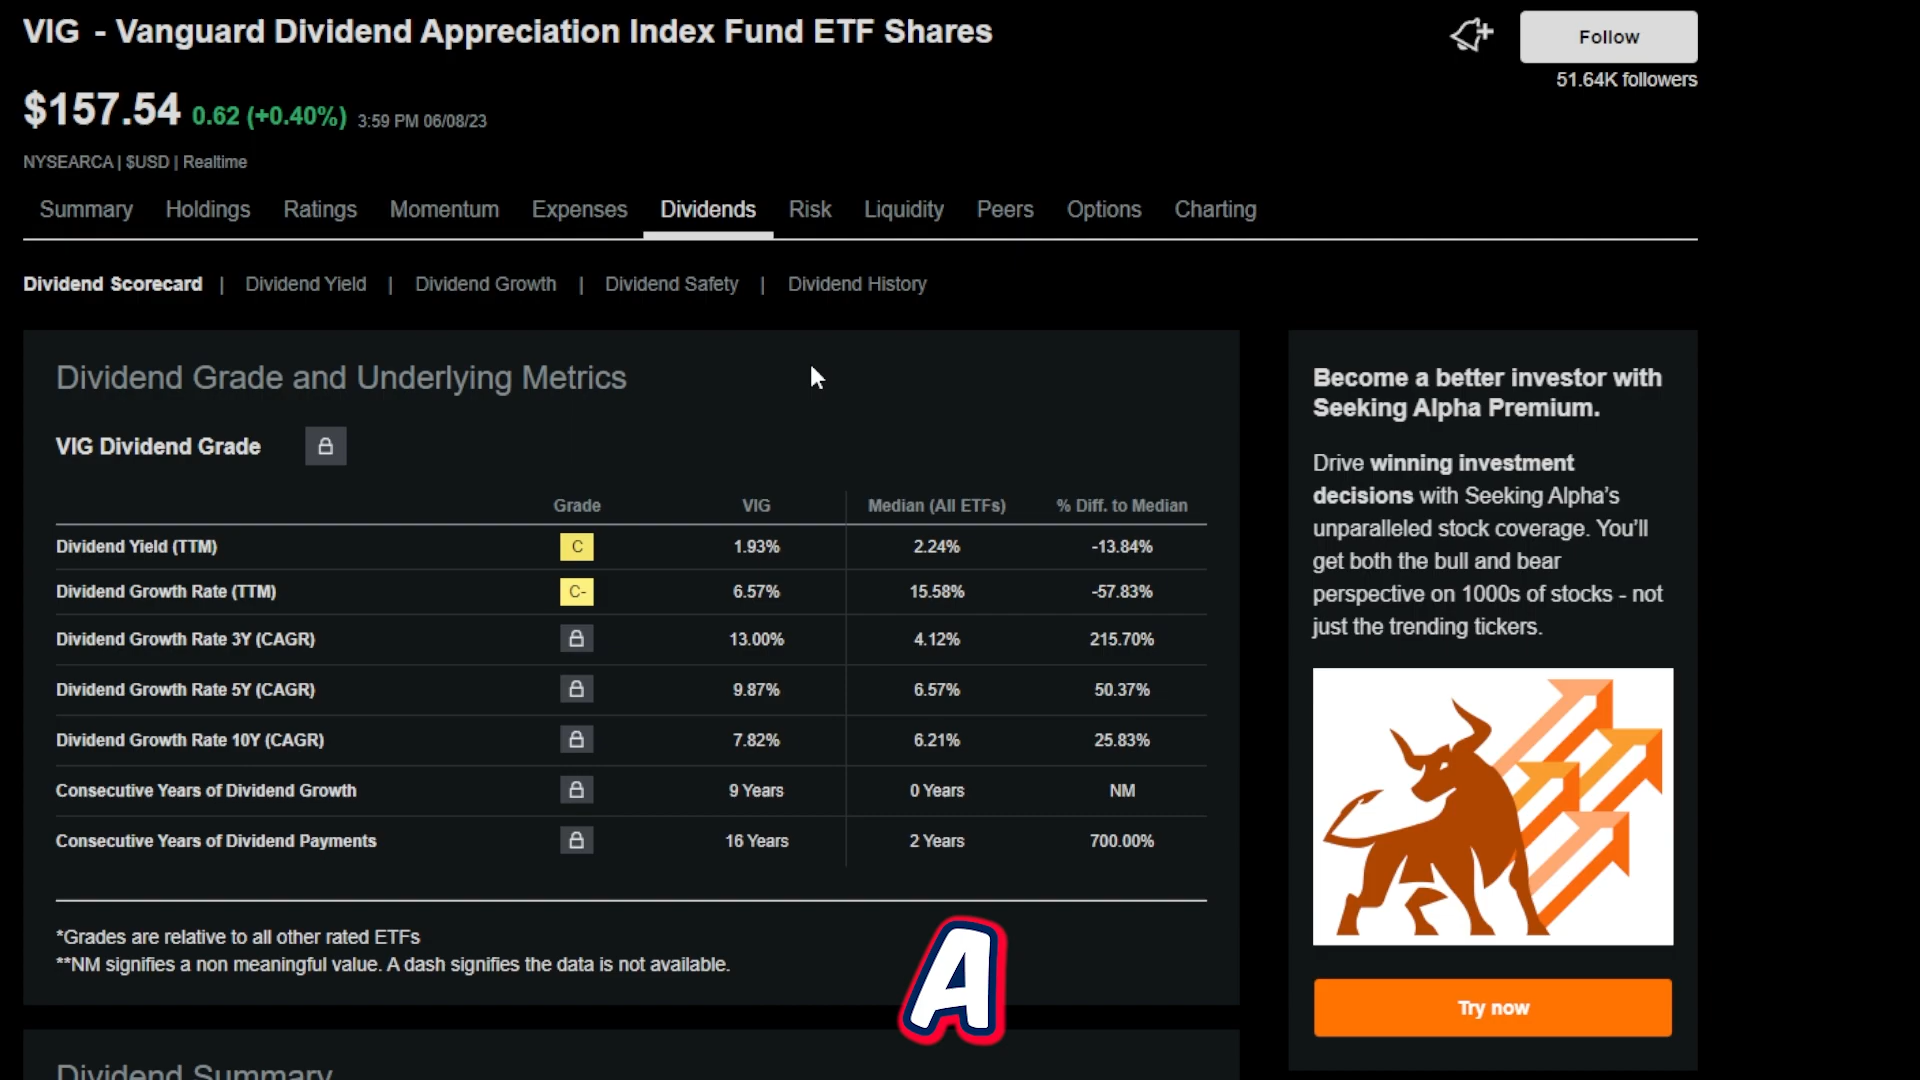 VIG - Vanguard Dividend Appreciation Index Fund ETF Shares
Follow
51.64K followers
$157.54 0.62 (+0.40%) 3:59 PM 06/08/23
NYSEARCA | $USD | Realtime
Summary Holdings Ratings Momentum Expenses Dividends Risk Liquidity Peers Options Charting
Dividend Scorecard | Dividend Yield | Dividend Growth | Dividend Safety | Dividend History
Dividend Grade and Underlying Metrics
VIG Dividend Grade
Grade VIG Median (All ETFs) % Diff. to Median
Dividend Yield (TTM) C 1.93% 2.24% -13.84%
Dividend Growth Rate (TTM) C- 6.57% 15.58% -57.83%
Dividend Growth Rate 3Y (CAGR) 13.00% 4.12% 215.70%
Dividend Growth Rate 5Y (CAGR) 9.87% 6.57% 50.37%
Dividend Growth Rate 10Y (CAGR) 7.82% 6.21% 25.83%
Consecutive Years of Dividend Growth 9 Years 0 Years NM
Consecutive Years of Dividend Payments 16 Years 2 Years 700.00%
*Grades are relative to all other rated ETFs
**NM signifies a non meaningful value. A dash signifies the data is not available.
A
Dividend Summary
Become a better investor with
Seeking Alpha Premium.
Drive winning investment
decisions with Seeking Alpha's
unparalleled stock coverage. You'll
get both the bull and bear
perspective on 1000s of stocks - not
just the trending tickers.
Try now